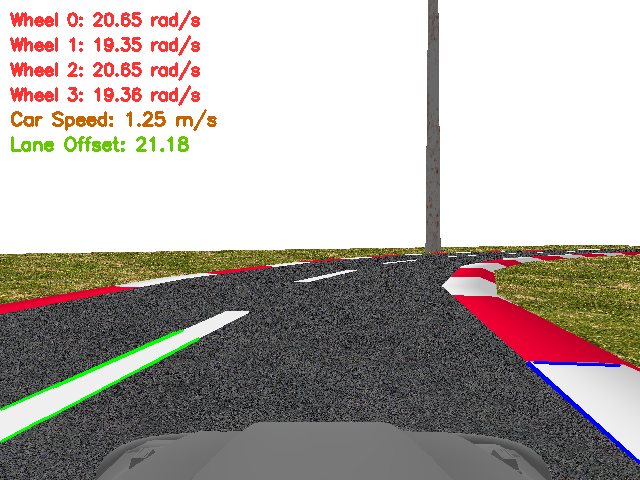 Wheel 0: 20.65 rad/s
Wheel 1: 19.35 rad/s
Wheel 2: 20.65 rad/s
Wheel 3: 19.36 rad/s
Car Speed: 1.25 m/s
Lane Offset: 21.18